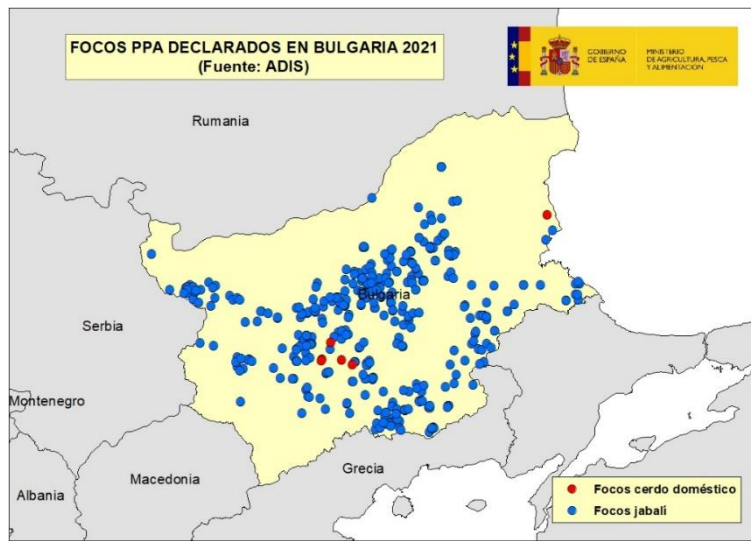 FOCOS PPA DECLARADOS EN BULGARIA 2021
(Fuente: ADIS)
GOBIERNO
DE ESPAÑA
MINISTERIO
DE AGRICULTURA, PESCA
Y ALIMENTACIÓN
Rumania
Bulgaria
Serbia
Montenegro
Grecia
Macedonia
Albania
Focos cerdo doméstico
Focos jabalí